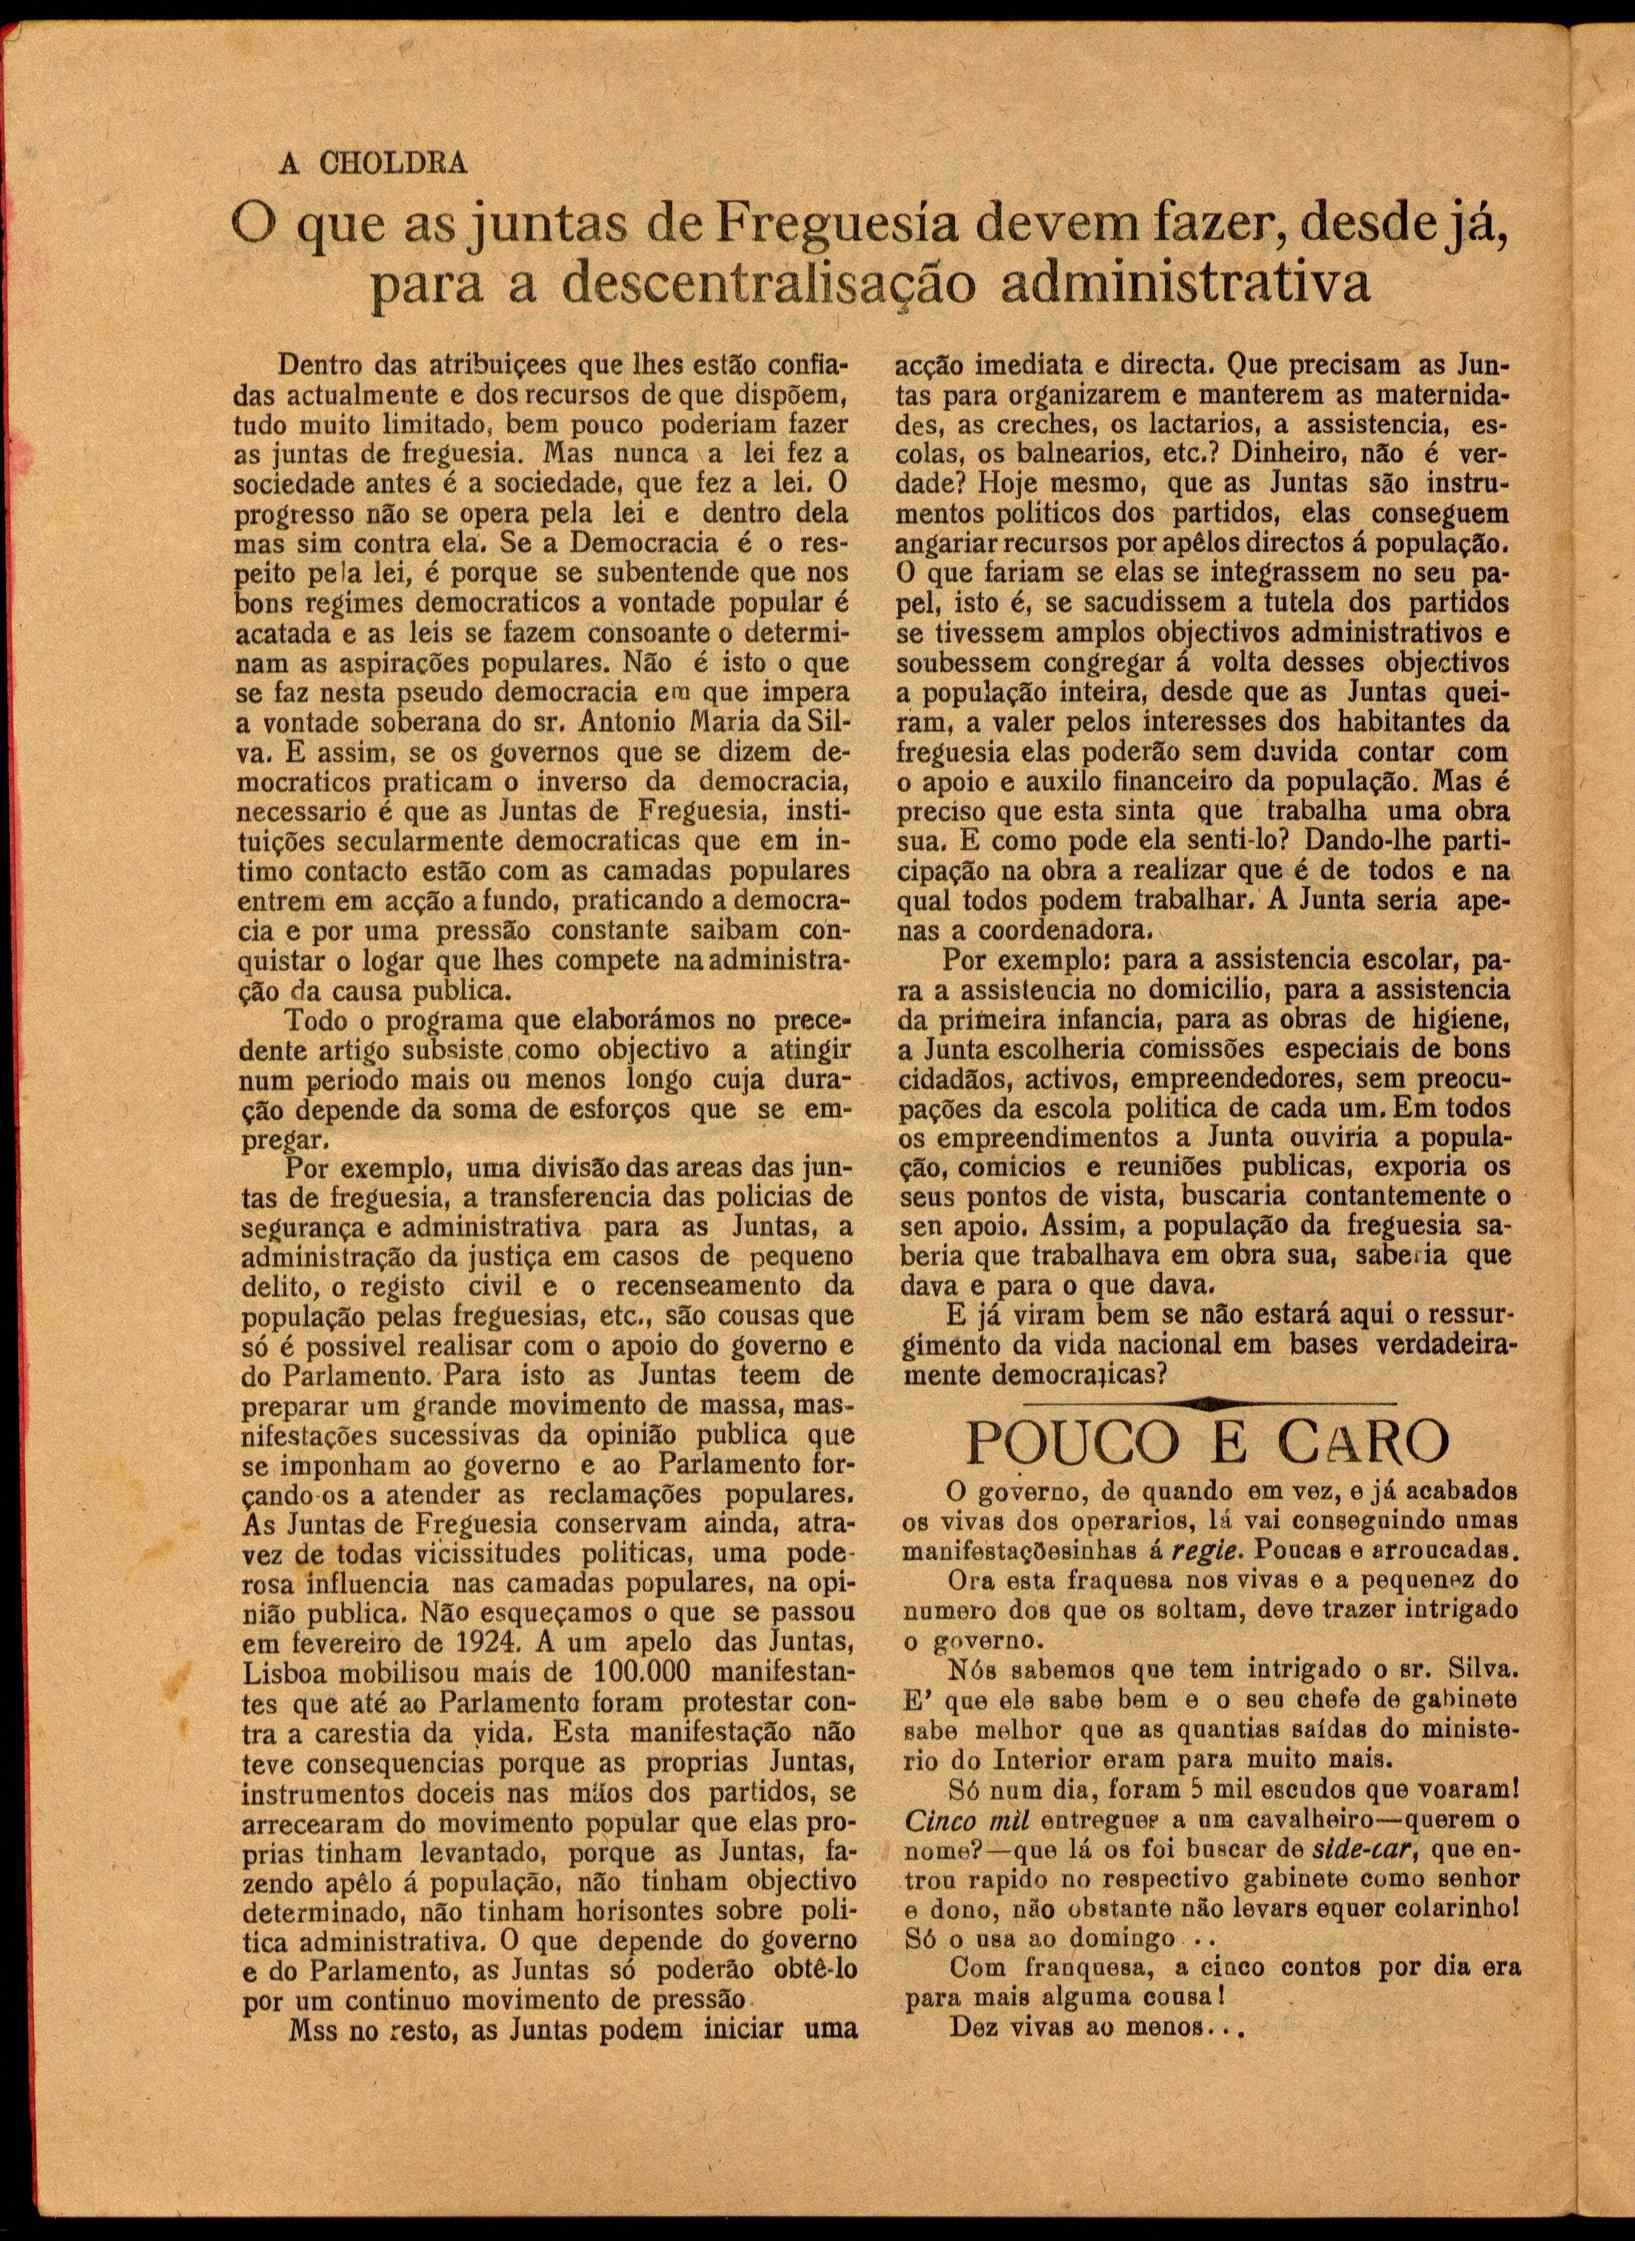 A CHOLDRA
O que as juntas de Freguesia devem fazer, desde já,
para a descentralisação administrativa
Dentro das atribuiçees que lhes estão confia-
das actualmente e dos recursos de que dispõem,
tudo muito limitado, bem pouco poderiam fazer
as juntas de freguesia. Mas nunca a lei fez a
sociedade antes é a sociedade, que fez a lei. O
progresso não se opera pela lei e dentro dela
mas sim contra ela. Se a Democracia é o res-
peito pela lei, é porque se subentende que nos
bons regimes democraticos a vontade popular é
acatada e as leis se fazem consoante o determi-
nam as aspirações populares. Não é isto o que
se faz nesta pseudo democracia em que impera
a vontade soberana do sr. Antonio Maria da Sil-
va. E assim, se os governos que se dizem de-
mocraticos praticam o inverso da democracia,
necessario é que as Juntas de Freguesia, insti-
tuições secularmente democraticas que em in-
timo contacto estão com as camadas populares
entrem em acção a fundo, praticando a democra-
cia e por uma pressão constante saibam con-
quistar o logar que lhes compete na administra-
ção da causa publica.
Todo o programa que elaborámos no prece-
dente artigo subsiste como objectivo a atingir
num periodo mais ou menos longo cuja dura-
ção depende da soma de esforços que se em-
pregar.
Por exemplo, uma divisão das areas das jun-
tas de freguesia, a transferencia das policias de
segurança e administrativa para as Juntas, a
administração da justiça em casos de pequeno
delito, o registo civil e o recenseamento da
população pelas freguesias, etc., são cousas que
só é possivel realisar com o apoio do governo e
do Parlamento. Para isto as Juntas teem de
preparar um grande movimento de massa, mas-
nifestações sucessivas da opinião publica que
se imponham ao governo e ao Parlamento for-
çando-os a atender as reclamações populares.
As Juntas de Freguesia conservam ainda, atra-
vez de todas vicissitudes politicas, uma pode-
rosa influencia nas camadas populares, na opi-
nião publica. Não esqueçamos o que se passou
em fevereiro de 1924. A um apelo das Juntas,
Lisboa mobilisou mais de 100.000 manifestan-
tes que até ao Parlamento foram protestar con-
tra a carestia da vida. Esta manifestação não
teve consequencias porque as proprias Juntas,
instrumentos doceis nas mãos dos partidos, se
arrecearam do movimento popular que elas pro-
prias tinham levantado, porque as Juntas, fa-
zendo apêlo á população, não tinham objectivo
determinado, não tinham horisontes sobre poli-
tica administrativa. O que depende do governo
e do Parlamento, as Juntas só poderão obtê-lo
por um continuo movimento de pressão.
Mss no resto, as Juntas podem iniciar uma
acção imediata e directa. Que precisam as Jun-
tas para organizarem e manterem as maternida-
des, as creches, os lactarios, a assistencia, es-
colas, os balnearios, etc.? Dinheiro, não é ver-
dade? Hoje mesmo, que as Juntas são instru-
mentos politicos dos partidos, elas conseguem
angariar recursos por apêlos directos á população.
O que fariam se elas se integrassem no seu pa-
pel, isto é, se sacudissem a tutela dos partidos
se tivessem amplos objectivos administrativos e
soubessem congregar á volta desses objectivos
a população inteira, desde que as Juntas quei-
ram, a valer pelos interesses dos habitantes da
freguesia elas poderão sem duvida contar com
o apoio e auxilo financeiro da população. Mas é
preciso que esta sinta que trabalha uma obra
sua. E como pode ela senti-lo? Dando-lhe parti-
cipação na obra a realizar que é de todos e na
qual todos podem trabalhar. A Junta seria ape-
nas a coordenadora.
Por exemplo: para a assistencia escolar, pa-
ra a assistencia no domicilio, para a assistencia
da primeira infancia, para as obras de higiene,
a Junta escolheria comissões especiais de bons
cidadãos, activos, empreendedores, sem preocu-
pações da escola politica de cada um. Em todos
os empreendimentos a Junta ouviria a popula-
ção, comicios e reuniões publicas, exporia os
seus pontos de vista, buscaria contantemente o
sen apoio. Assim, a população da freguesia sa-
beria que trabalhava em obra sua, saberia que
dava e para o que dava.
E já viram bem se não estará aqui o ressur-
gimento da vida nacional em bases verdadeira-
mente democraticas?
POUCO E CARO
O governo, de quando em vez, e já acabados
os vivas dos operarios, lá vai conseguindo umas
manifestaçõesinhas á regie. Poucas e arroucadas.
Ora esta fraquesa nos vivas e a pequenez do
numero dos que os soltam, deve trazer intrigado
o governo.
Nós sabemos que tem intrigado o sr. Silva.
E' que ele sabe bem e o seu chefe de gabinete
sabe melhor que as quantias saídas do ministe-
rio do Interior eram para muito mais.
Só num dia, foram 5 mil escudos que voaram!
Cinco mil entregues a um cavalheiro—querem o
nome?—que lá os foi buscar de side-car, que en-
trou rapido no respectivo gabinete como senhor
e dono, não obstante não levars equer colarinho!
Só o usa ao domingo . .
Com franquesa, a cinco contos por dia era
para mais alguma cousa!
Dez vivas ao menos...